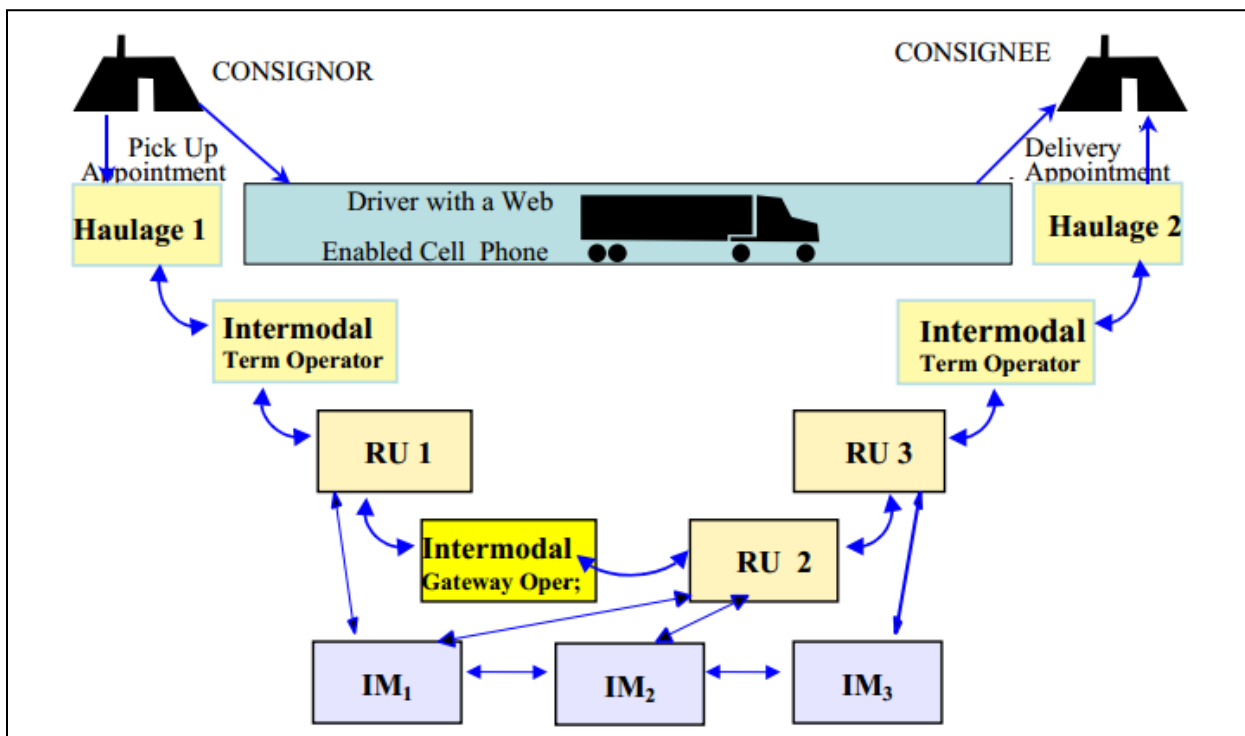 CONSIGNOR
CONSIGNEE
Pick Up
Appointment
Delivery
Appointment
Haulage 1
Driver with a Web
Enabled Cell Phone
Haulage 2
Intermodal
Term Operator
Intermodal
Term Operator
RU 1
RU 3
Intermodal
Gateway Oper;
RU 2
IM₁
IM₂
IM₃